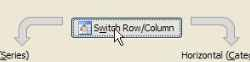 Switch Row/Column
(Series)
Horizontal (Cate